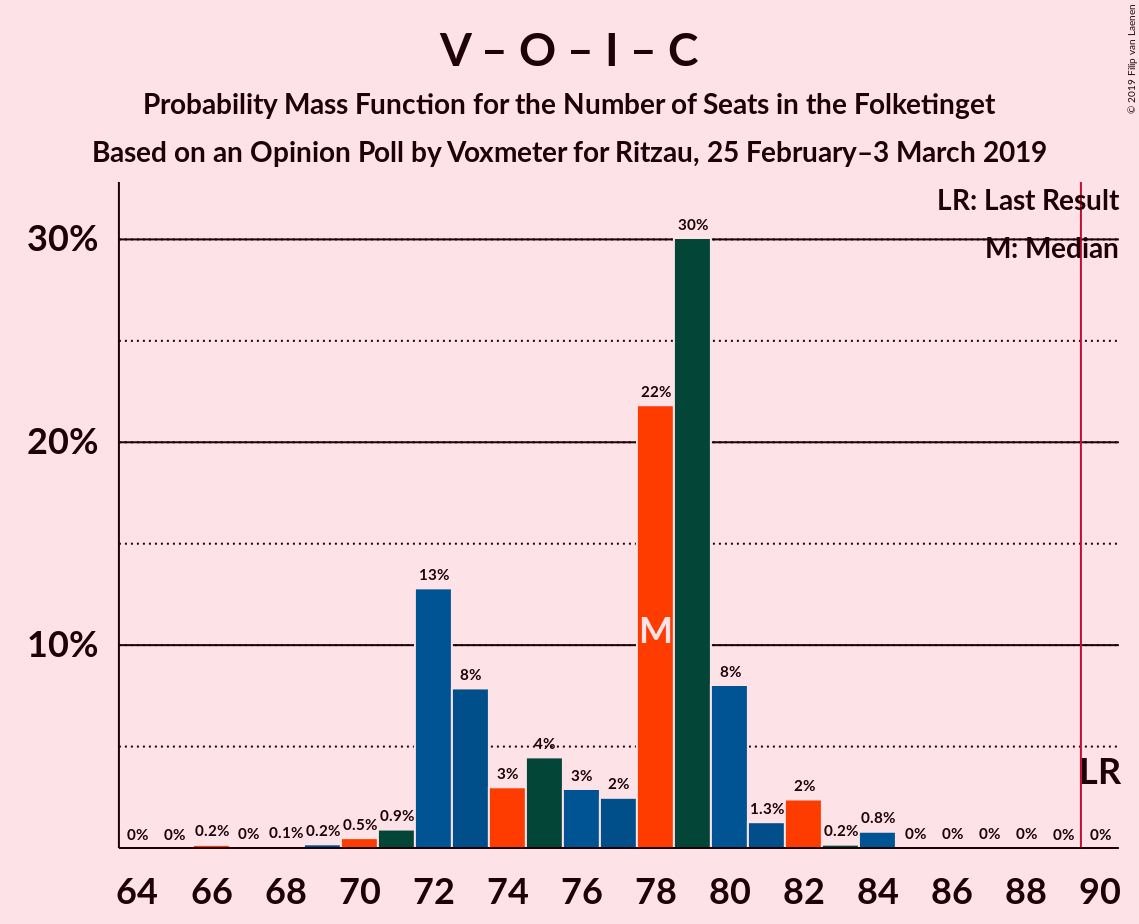 V – O – I – C
Probability Mass Function for the Number of Seats in the Folketinget
Based on an Opinion Poll by Voxmeter for Ritzau, 25 February–3 March 2019
© 2019 Filip van Laenen
LR: Last Result
M: Median
30%
20%
10%
0% 0% 0.2% 0% 0.1% 0.2% 0.5% 0.9% 13% 8% 3% 4% 3% 2% 22% 30% 8% 1.3% 2% 0.2% 0.8% 0% 0% 0% 0% 0% 0%
M
LR
64 66 68 70 72 74 76 78 80 82 84 86 88 90